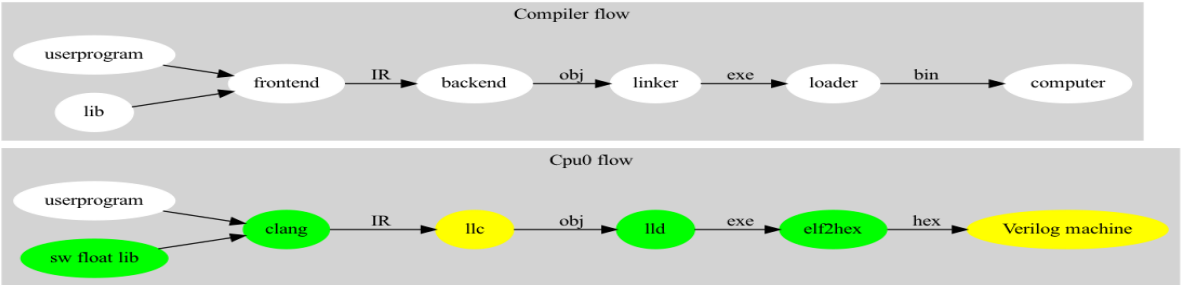 Compiler flow
userprogram
lib
frontend
IR
backend
obj
linker
exe
loader
bin
computer
Cpu0 flow
userprogram
sw float lib
clang
IR
llc
obj
lld
exe
elf2hex
hex
Verilog machine